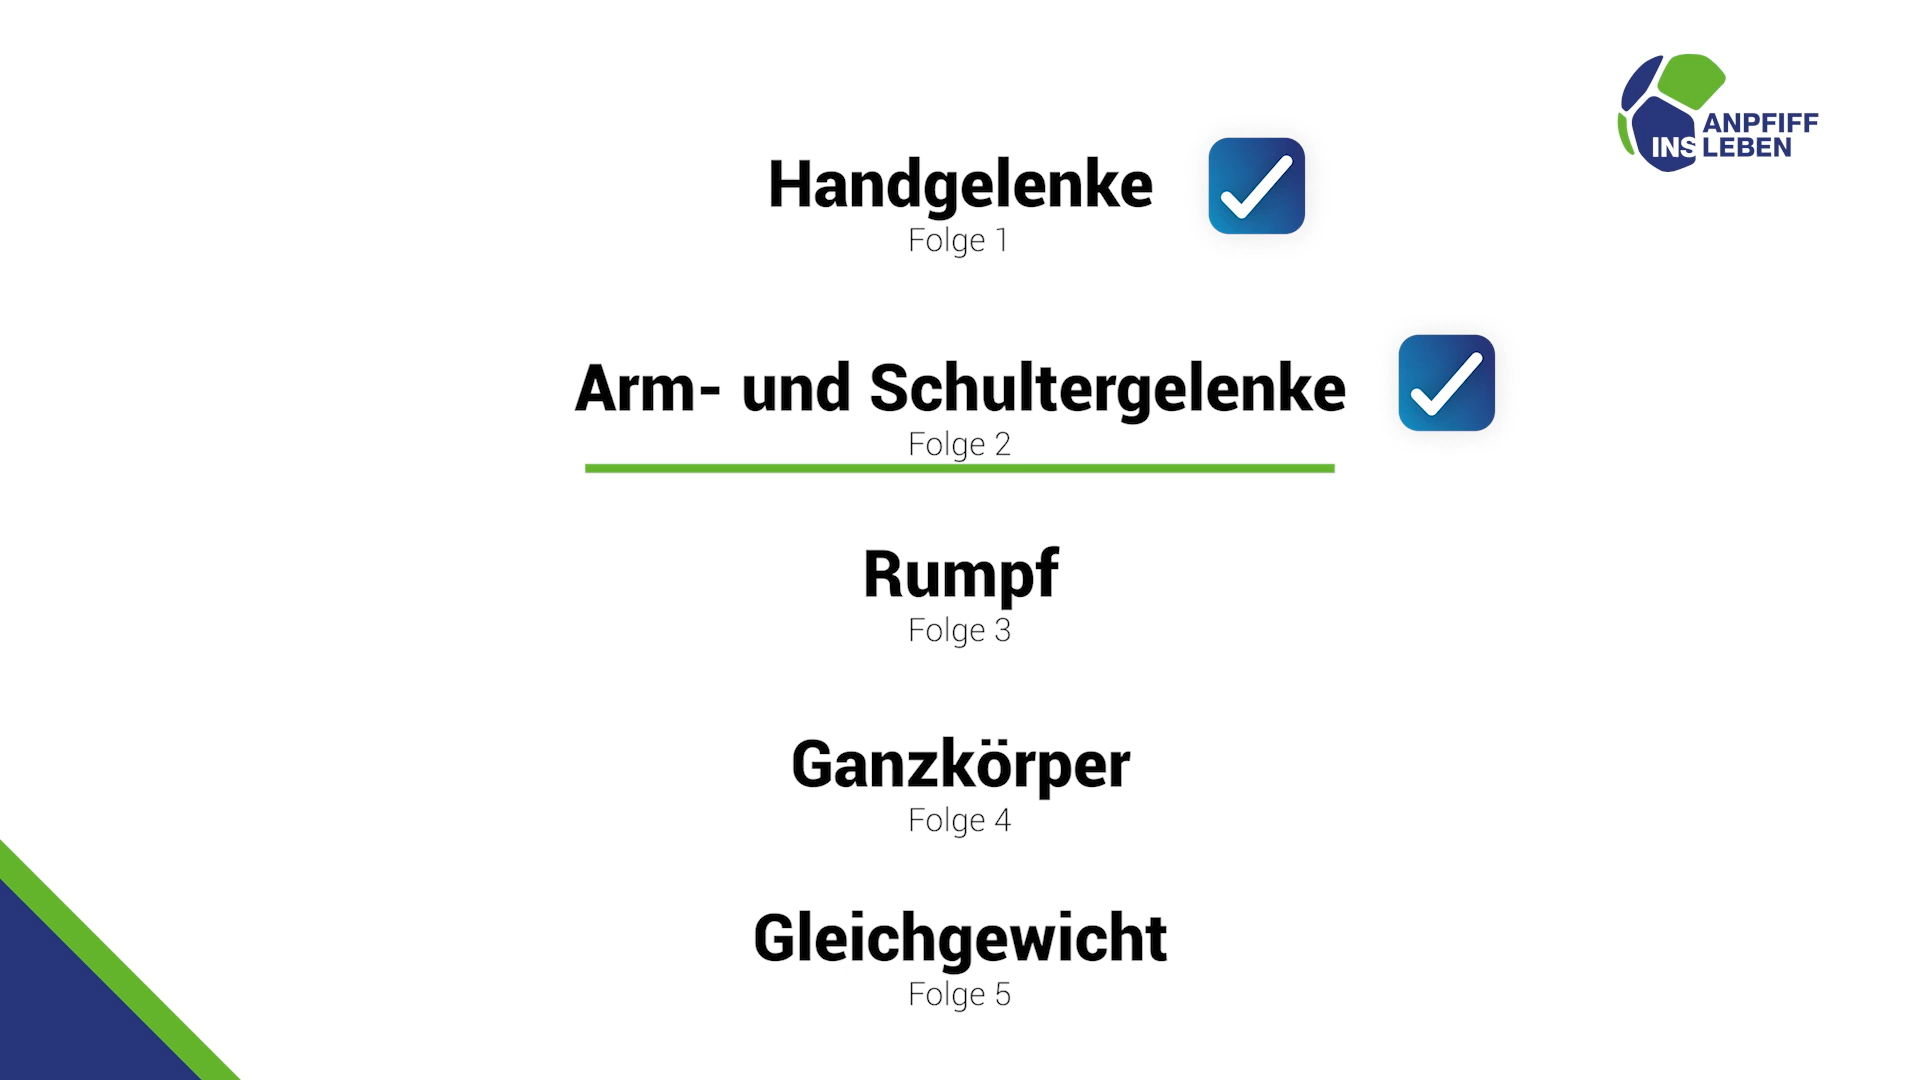 ANPFIFF
INS LEBEN
Handgelenke
Folge 1
Arm- und Schultergelenke
Folge 2
Rumpf
Folge 3
Ganzkörper
Folge 4
Gleichgewicht
Folge 5